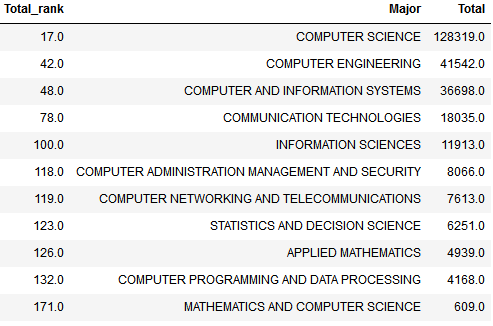 Total_rank Major Total
17.0 COMPUTER SCIENCE 128319.0
42.0 COMPUTER ENGINEERING 41542.0
48.0 COMPUTER AND INFORMATION SYSTEMS 36698.0
78.0 COMMUNICATION TECHNOLOGIES 18035.0
100.0 INFORMATION SCIENCES 11913.0
118.0 COMPUTER ADMINISTRATION MANAGEMENT AND SECURITY 8066.0
119.0 COMPUTER NETWORKING AND TELECOMMUNICATIONS 7613.0
123.0 STATISTICS AND DECISION SCIENCE 6251.0
126.0 APPLIED MATHEMATICS 4939.0
132.0 COMPUTER PROGRAMMING AND DATA PROCESSING 4168.0
171.0 MATHEMATICS AND COMPUTER SCIENCE 609.0